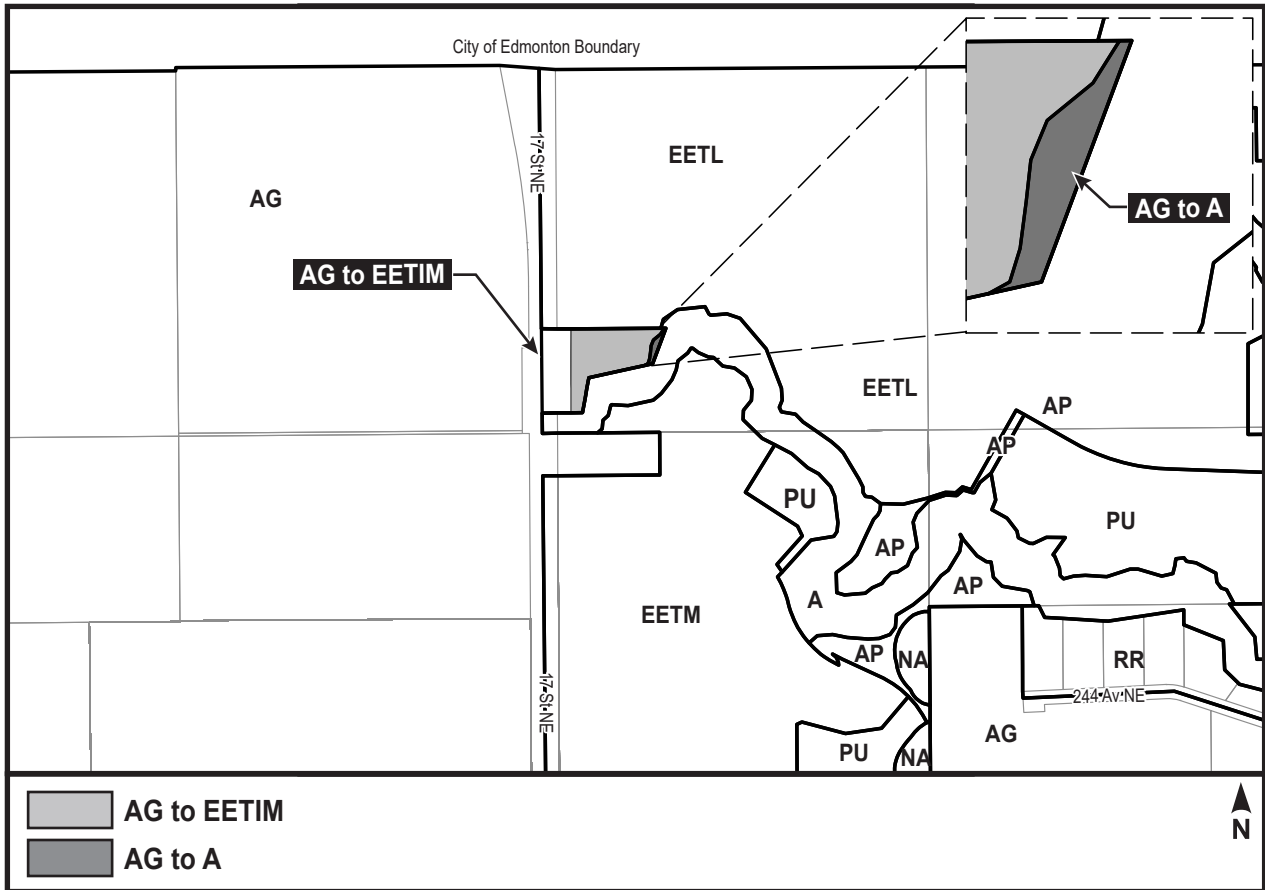 City of Edmonton Boundary
17 St NE
EETL
AG
AG to A
AG to EETIM
EETL
AP
AP
PU
PU
AP
AP
A
EETM
AP
NA
RR
244 Av NE
17 St NE
AG
PU
NA
AG to EETIM
AG to A
N